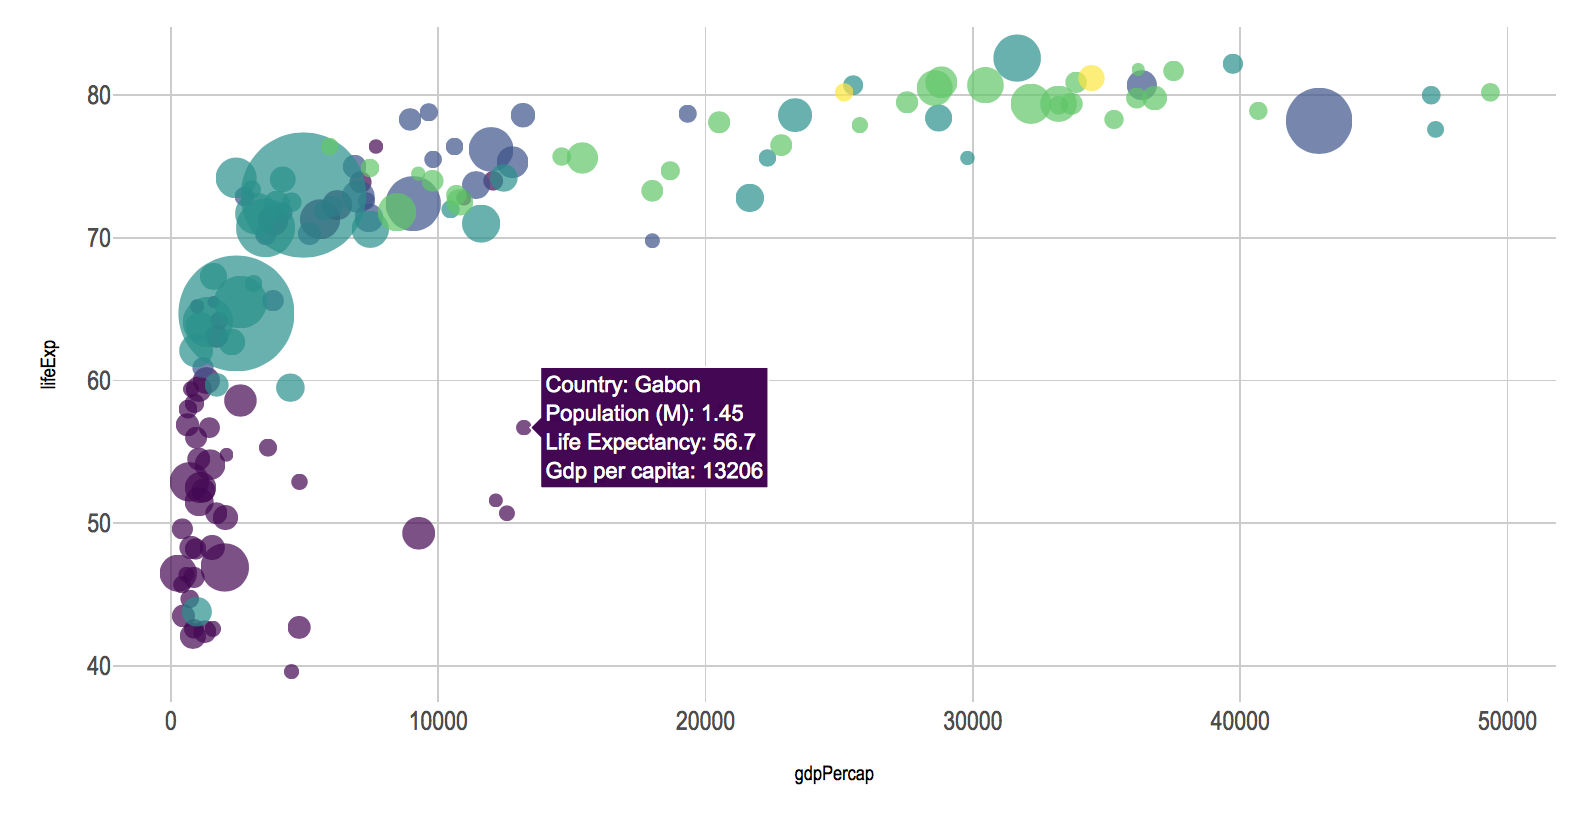 80
70
60
50
40
lifeExp
Country: Gabon
Population (M): 1.45
Life Expectancy: 56.7
Gdp per capita: 13206
0 10000 20000 30000 40000 50000
gdpPercap